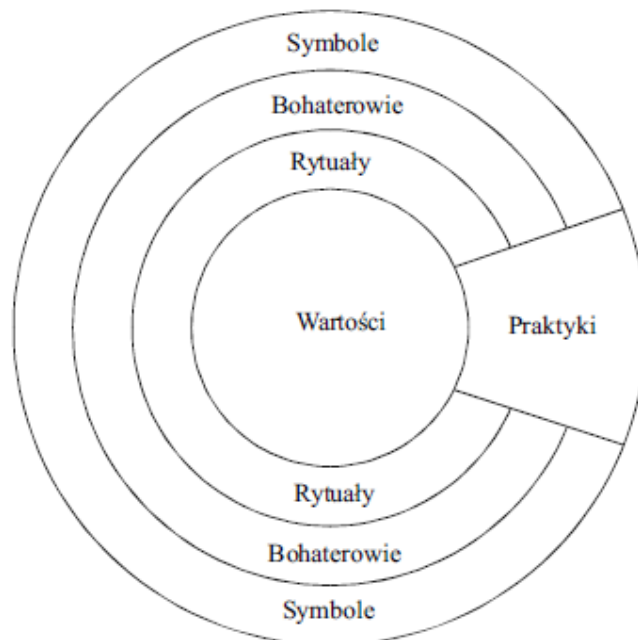 Symbole
Bohaterowie
Rytuały
Wartości
Praktyki
Rytuały
Bohaterowie
Symbole